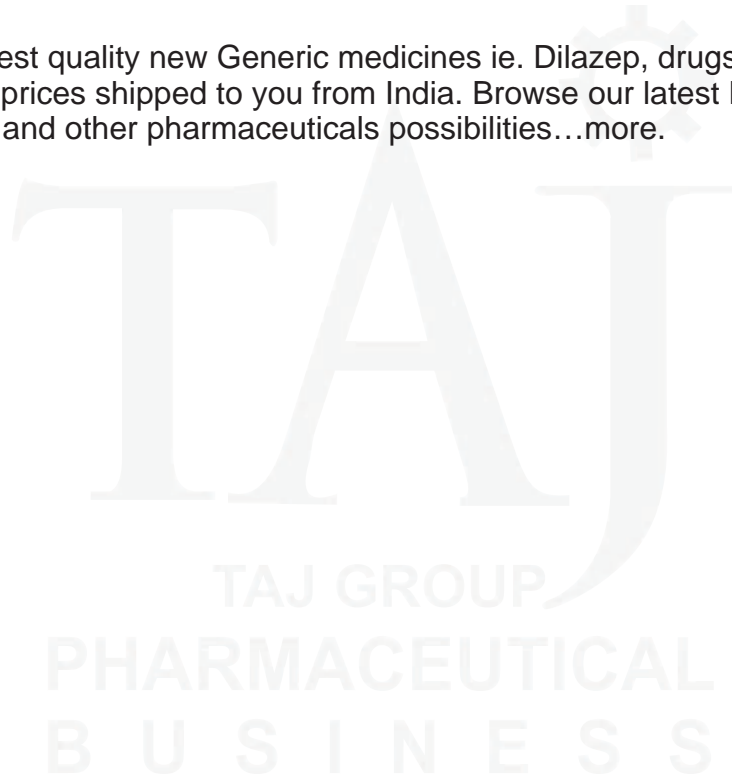 est quality new Generic medicines ie. Dilazep, drugs
prices shipped to you from India. Browse our latest
and other pharmaceuticals possibilities…more.
TAJ
TAJ GROUP
PHARMACEUTICAL
BUSINESS